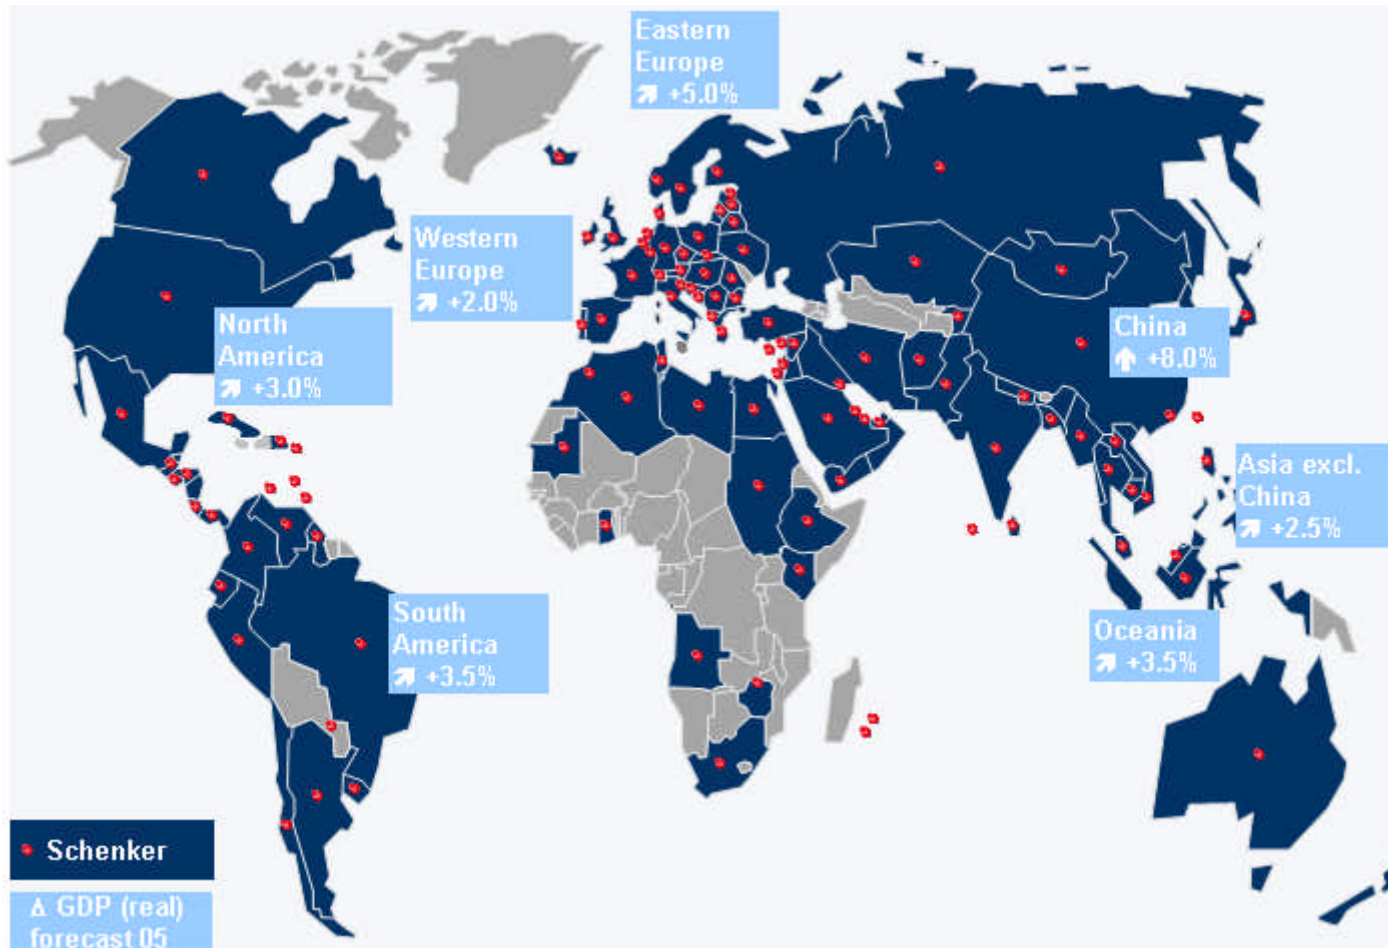 Eastern
Europe
↗ +5.0%
Western
Europe
↗ +2.0%
North
America
↗ +3.0%
China
↑ +8.0%
Asia excl.
China
↗ +2.5%
South
America
↗ +3.5%
Oceania
↗ +3.5%
Schenker
Δ GDP (real)
forecast 05